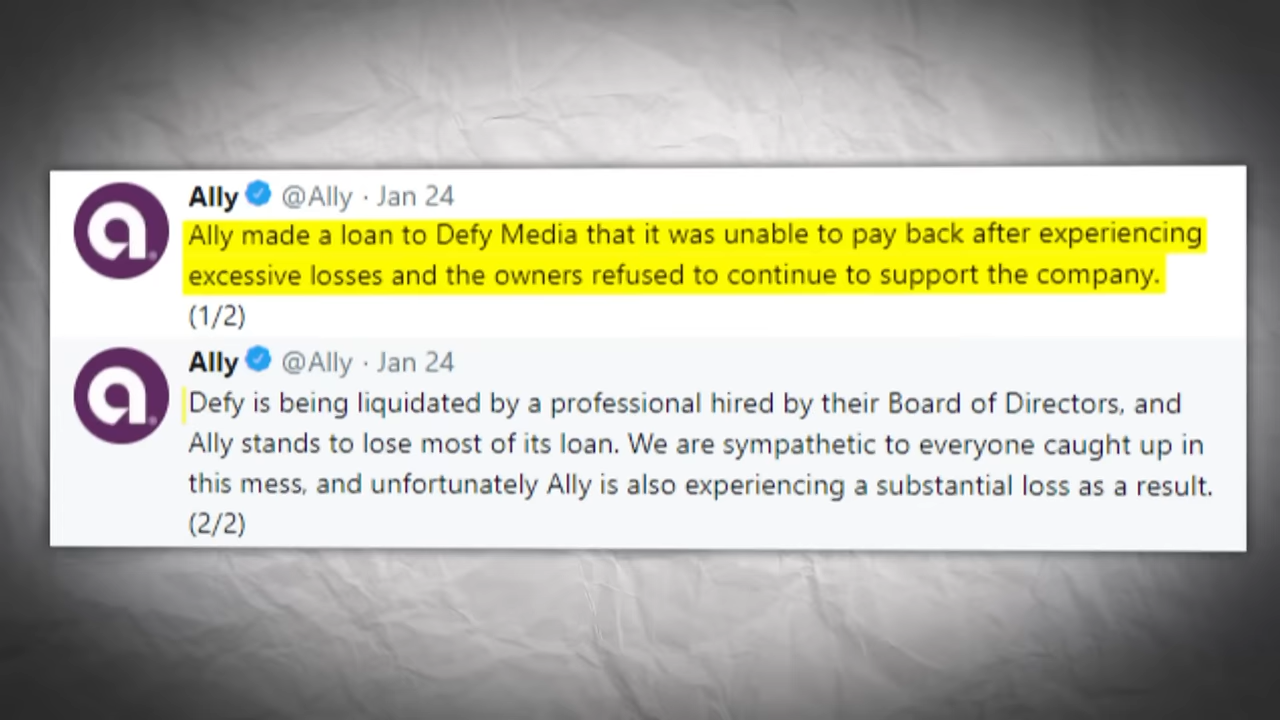 Ally @Ally · Jan 24
Ally made a loan to Defy Media that it was unable to pay back after experiencing
excessive losses and the owners refused to continue to support the company.
(1/2)
Ally @Ally · Jan 24
Defy is being liquidated by a professional hired by their Board of Directors, and
Ally stands to lose most of its loan. We are sympathetic to everyone caught up in
this mess, and unfortunately Ally is also experiencing a substantial loss as a result.
(2/2)